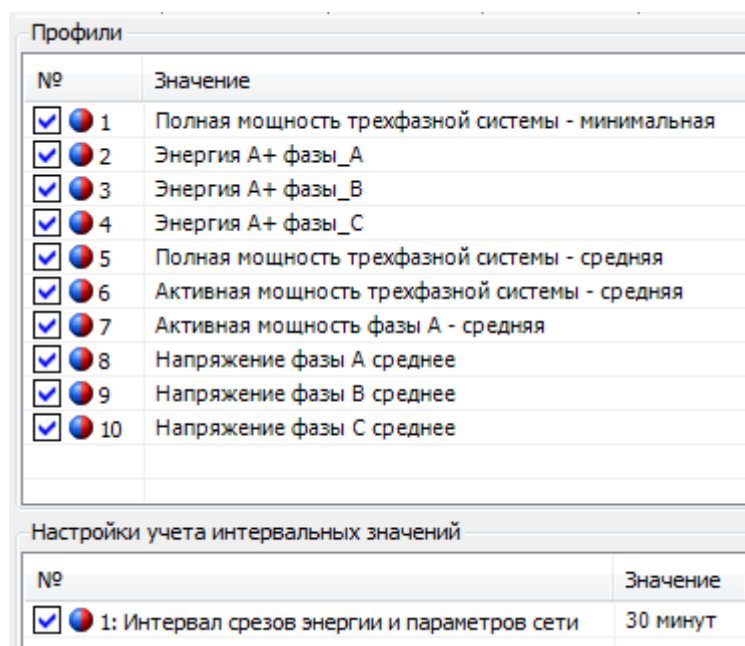 Профили
№ Значение
1 Полная мощность трехфазной системы - минимальная
2 Энергия А+ фазы_А
3 Энергия А+ фазы_В
4 Энергия А+ фазы_С
5 Полная мощность трехфазной системы - средняя
6 Активная мощность трехфазной системы - средняя
7 Активная мощность фазы А - средняя
8 Напряжение фазы А среднее
9 Напряжение фазы В среднее
10 Напряжение фазы С среднее
Настройки учета интервальных значений
№ Значение
1: Интервал срезов энергии и параметров сети 30 минут